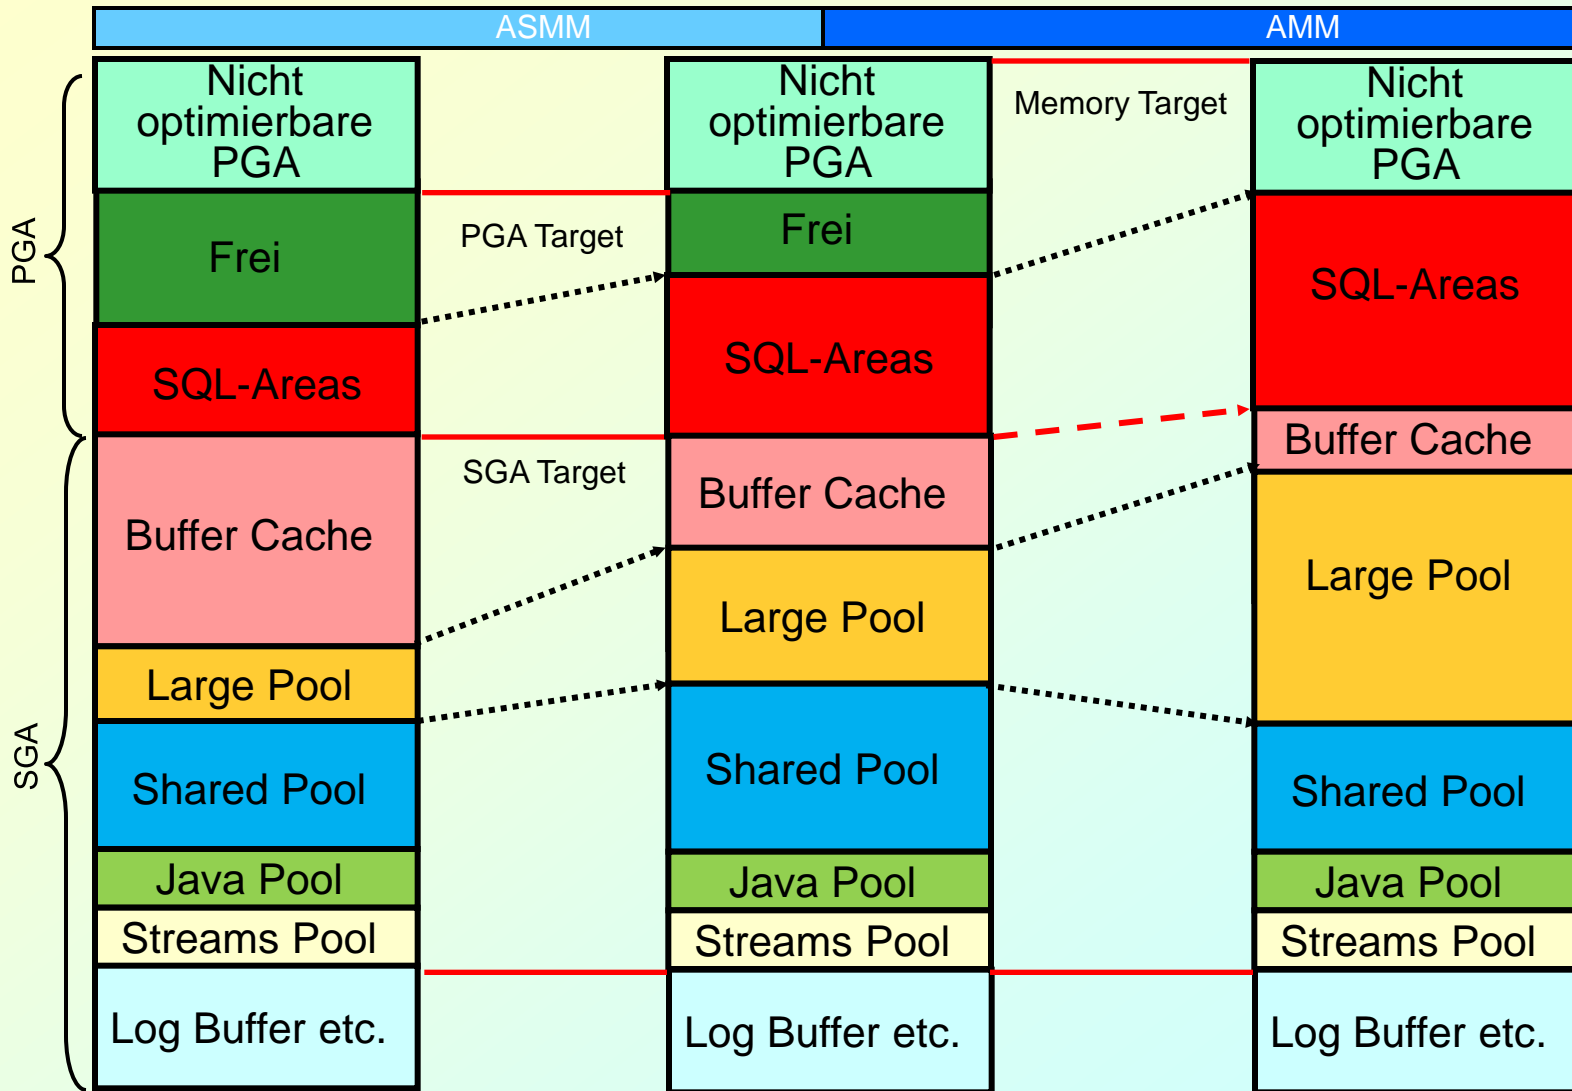 ASMM
AMM
PGA
SGA
Nicht
optimierbare
PGA
Frei
SQL-Areas
Buffer Cache
Large Pool
Shared Pool
Java Pool
Streams Pool
Log Buffer etc.
PGA Target
SGA Target
Nicht
optimierbare
PGA
Frei
SQL-Areas
Buffer Cache
Large Pool
Shared Pool
Java Pool
Streams Pool
Log Buffer etc.
Memory Target
Nicht
optimierbare
PGA
SQL-Areas
Buffer Cache
Large Pool
Shared Pool
Java Pool
Streams Pool
Log Buffer etc.